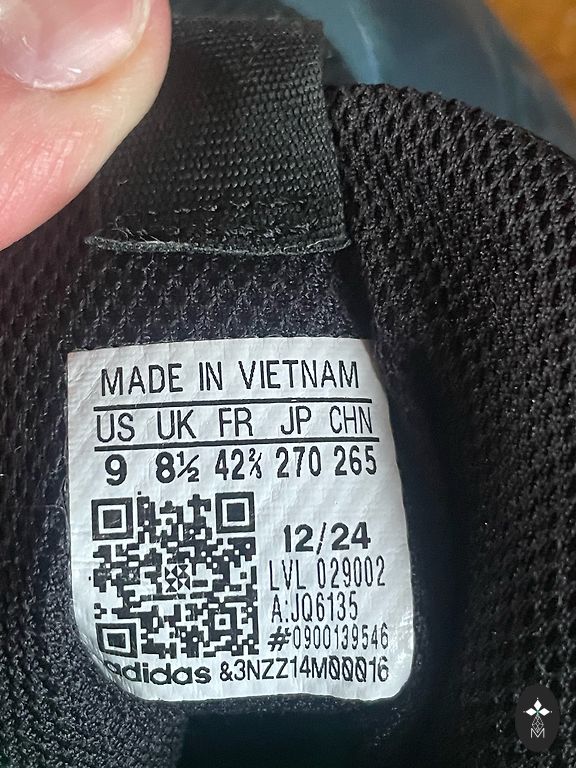 MADE IN VIETNAM
US UK FR JP CHN
9 8½ 42⅔ 270 265
12/24
LVL 029002
A:JQ6135
#0900139546
adidas &3NZZ14M00016
M